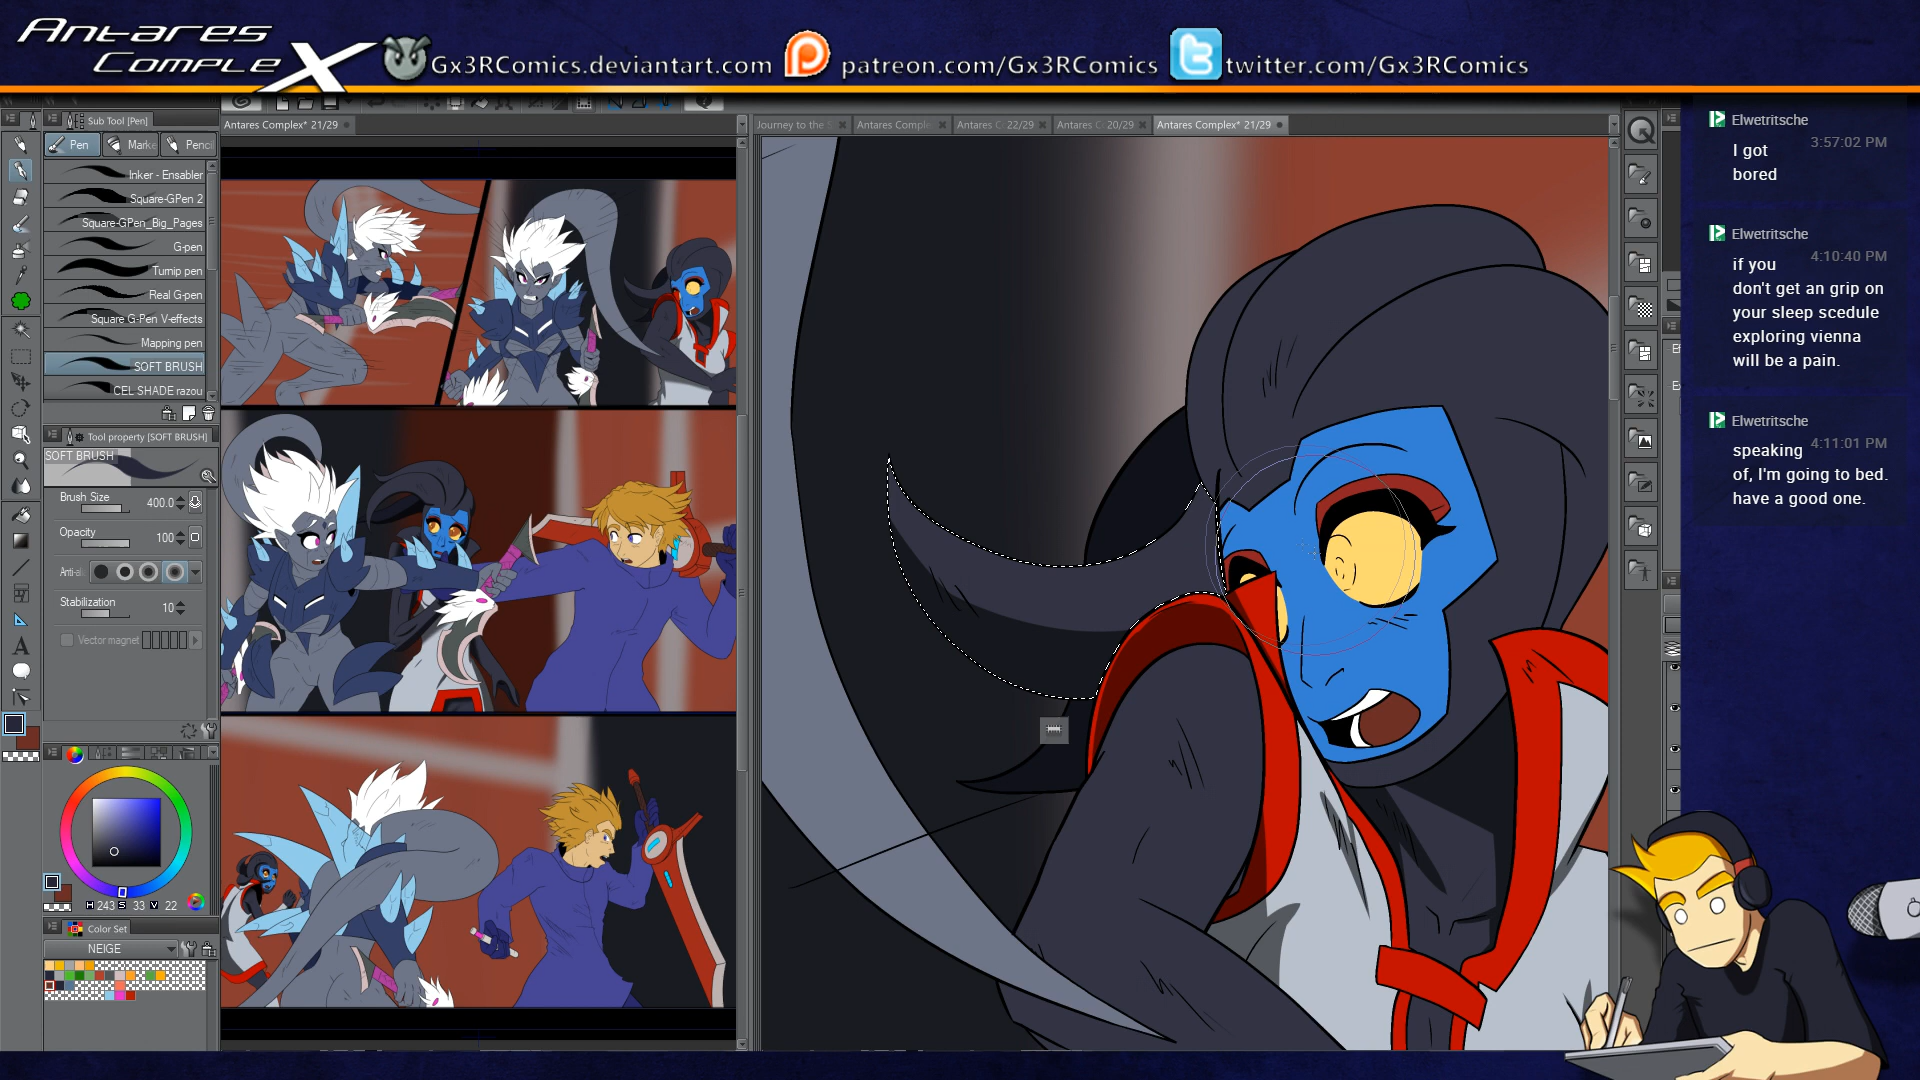 Antares
Complex
Gx3RComics.deviantart.com
patreon.com/Gx3RComics
twitter.com/Gx3RComics
Sub Tool [Pen]
Pen
Marke
Pencil
Inker - Ensabler
Square-GPen 2
Square-GPen_Big_Pages
G-pen
Turnip pen
Real G-pen
Square G-Pen V-effects
Mapping pen
SOFT BRUSH
CEL SHADE razou
Tool property [SOFT BRUSH]
SOFT BRUSH
Brush Size
400.0
Opacity
100
Anti-al
Stabilization
10
Vector magnet
H 243 S 33 V 22
Color Set
NEIGE
Antares Complex* 21/29
Journey to the
Antares Comple
Antares C 22/29
Antares C 20/29
Antares Complex* 21/29
Elwetritsche
3:57:02 PM
I got
bored
Elwetritsche
4:10:40 PM
if you
don't get an grip on
your sleep scedule
exploring vienna
will be a pain.
Elwetritsche
4:11:01 PM
speaking
of, I'm going to bed.
have a good one.